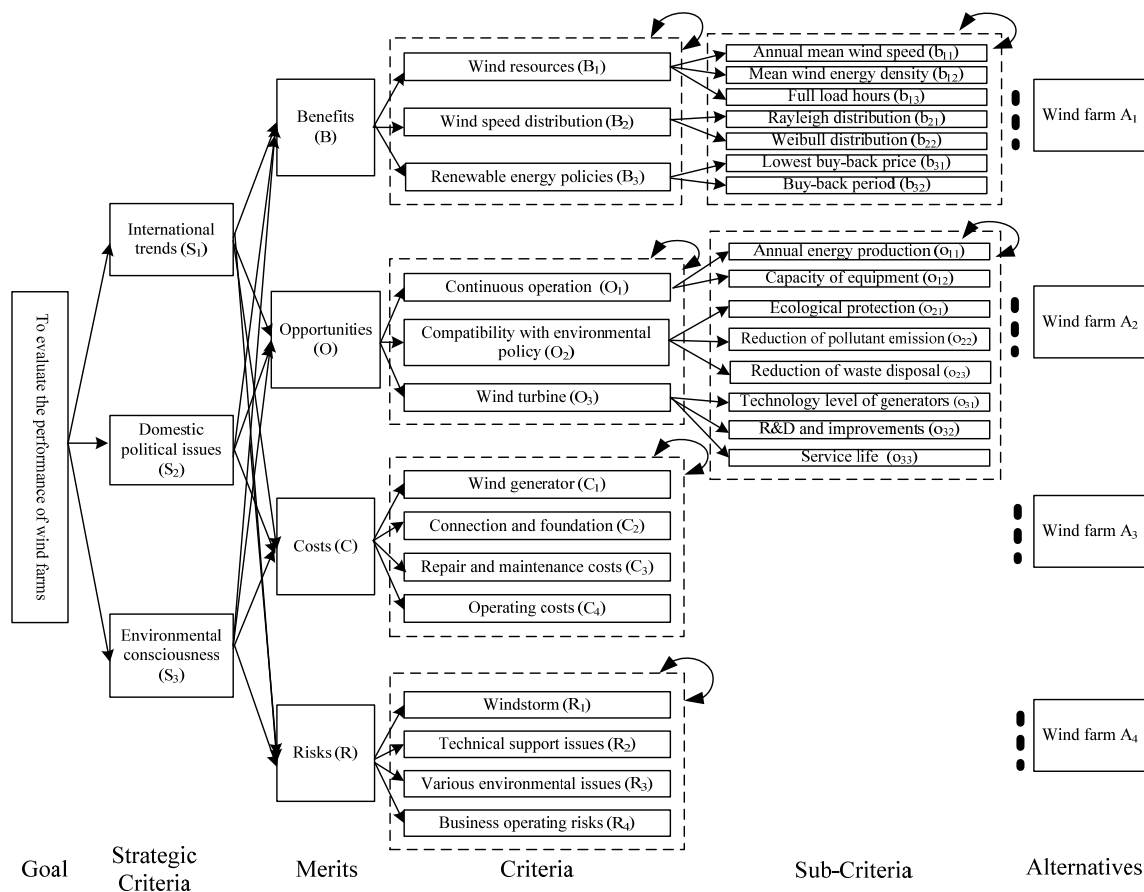 To evaluate the performance of wind farms
International
trends (S₁)
Domestic
political issues
(S₂)
Environmental
consciousness
(S₃)
Benefits
(B)
Opportunities
(O)
Costs (C)
Risks (R)
Wind resources (B₁)
Wind speed distribution (B₂)
Renewable energy policies (B₃)
Continuous operation (O₁)
Compatibility with environmental
policy (O₂)
Wind turbine (O₃)
Wind generator (C₁)
Connection and foundation (C₂)
Repair and maintenance costs (C₃)
Operating costs (C₄)
Windstorm (R₁)
Technical support issues (R₂)
Various environmental issues (R₃)
Business operating risks (R₄)
Annual mean wind speed (b₁₁)
Mean wind energy density (b₁₂)
Full load hours (b₁₃)
Rayleigh distribution (b₂₁)
Weibull distribution (b₂₂)
Lowest buy-back price (b₃₁)
Buy-back period (b₃₂)
Annual energy production (o₁₁)
Capacity of equipment (o₁₂)
Ecological protection (o₂₁)
Reduction of pollutant emission (o₂₂)
Reduction of waste disposal (o₂₃)
Technology level of generators (o₃₁)
R&D and improvements (o₃₂)
Service life (o₃₃)
Wind farm A₁
Wind farm A₂
Wind farm A₃
Wind farm A₄
Goal
Strategic
Criteria
Merits
Criteria
Sub-Criteria
Alternatives